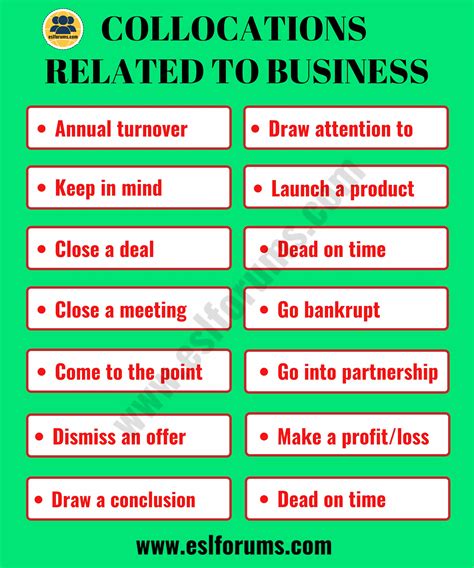 eslforums.com
COLLOCATIONS
RELATED TO BUSINESS
• Annual turnover
• Draw attention to
• Keep in mind
• Launch a product
• Close a deal
• Dead on time
• Close a meeting
• Go bankrupt
• Come to the point
• Go into partnership
• Dismiss an offer
• Make a profit/loss
• Draw a conclusion
• Dead on time
www.eslforums.com
www.eslforums.com